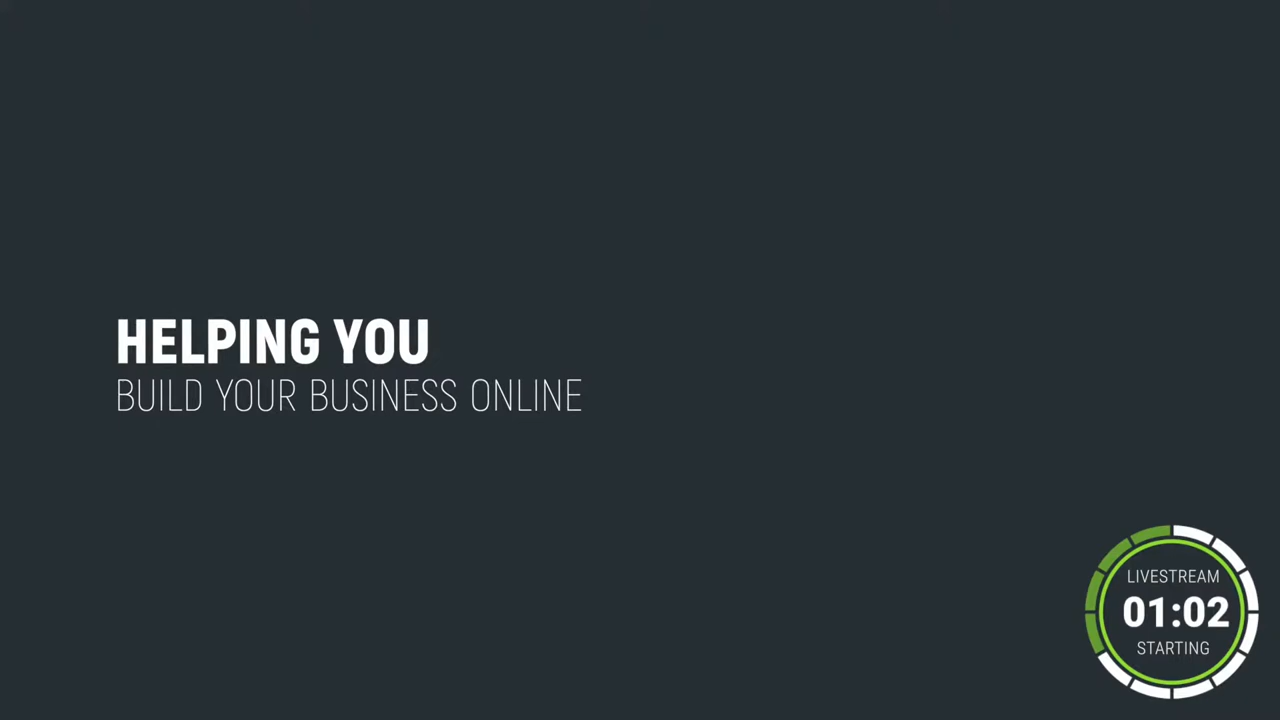 HELPING YOU
BUILD YOUR BUSINESS ONLINE
LIVESTREAM
01:02
STARTING